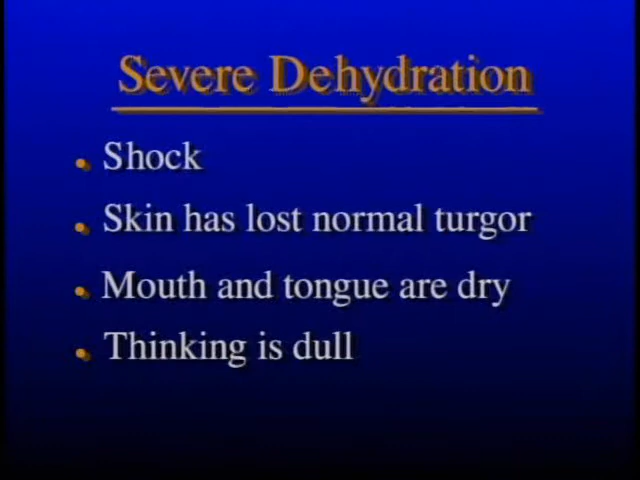 Severe Dehydration
Shock
Skin has lost normal turgor
Mouth and tongue are dry
Thinking is dull